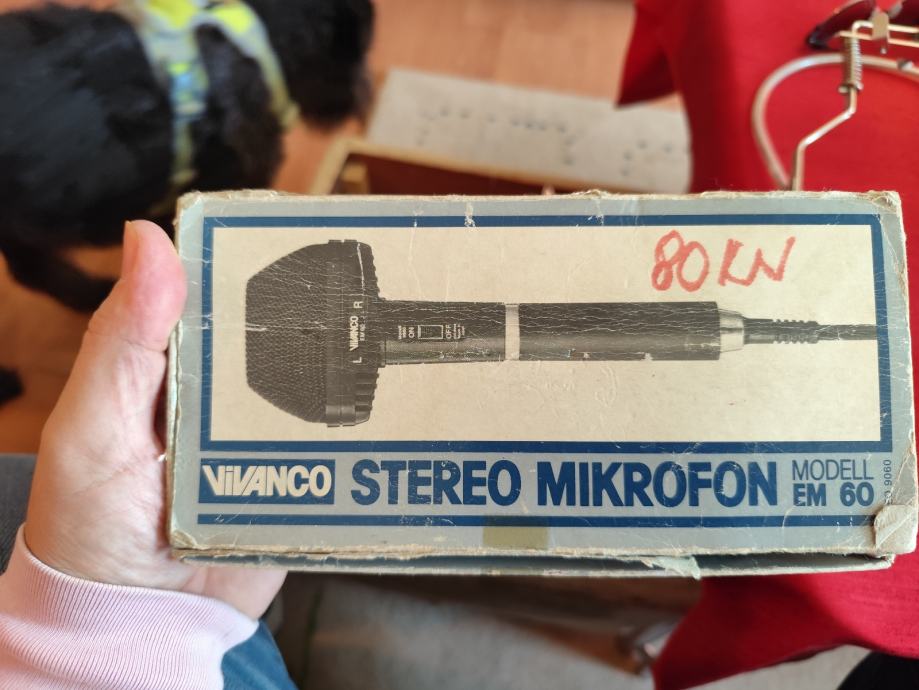 80 KN
L VIVANCO R
ON
OFF
VIVANCO STEREO MIKROFON MODELL
EM 60